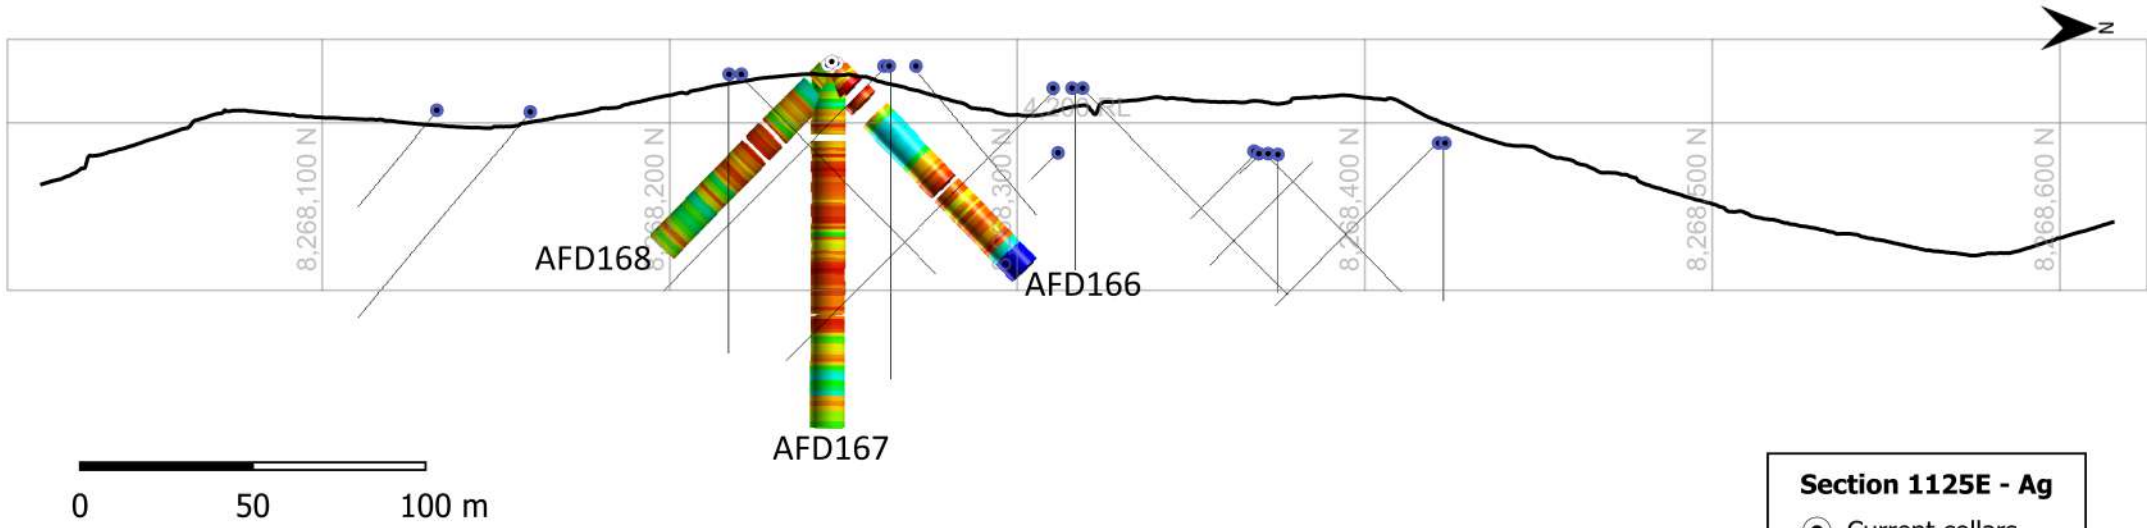 N
4,200 RL
8,268,100 N
8,268,200 N
8,268,300 N
8,268,400 N
8,268,500 N
8,268,600 N
AFD168
AFD166
AFD167
0 50 100 m
Section 1125E - Ag
Current collars